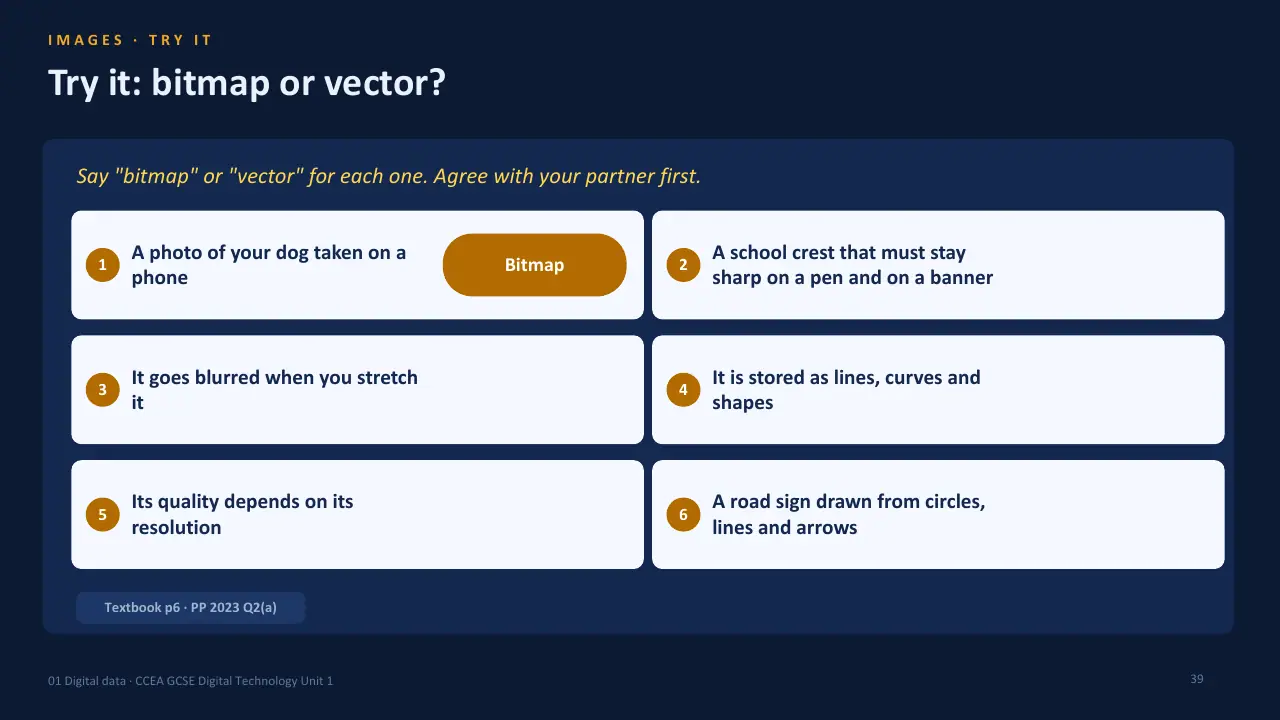 IMAGES · TRY IT
Try it: bitmap or vector?
Say "bitmap" or "vector" for each one. Agree with your partner first.
1
A photo of your dog taken on a
phone
Bitmap
2
A school crest that must stay
sharp on a pen and on a banner
3
It goes blurred when you stretch
it
4
It is stored as lines, curves and
shapes
5
Its quality depends on its
resolution
6
A road sign drawn from circles,
lines and arrows
Textbook p6 · PP 2023 Q2(a)
01 Digital data · CCEA GCSE Digital Technology Unit 1
39